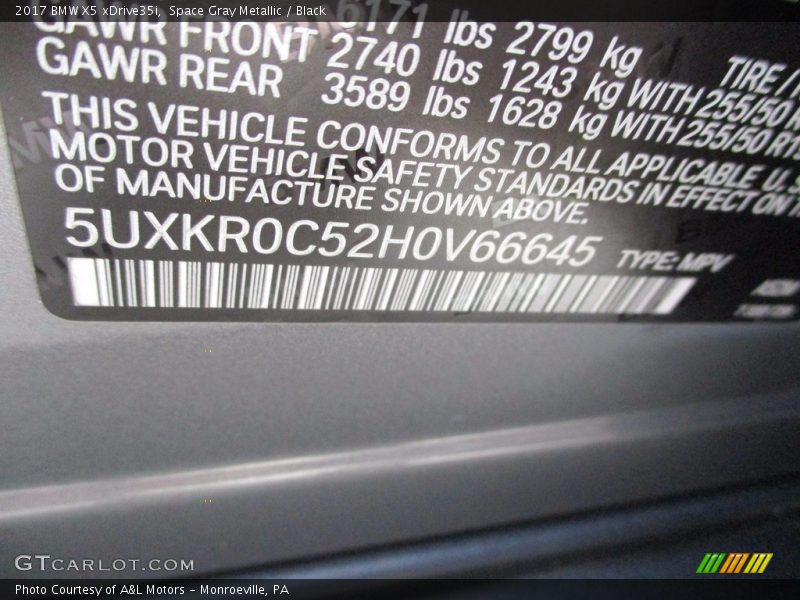 2017 BMW X5 xDrive35i, Space Gray Metallic / Black
6171 lbs 2799 kg
GAWR FRONT 2740 lbs 1243 kg WITH 255/50
GAWR REAR 3589 lbs 1628 kg WITH 255/50 R19
TIRE /
THIS VEHICLE CONFORMS TO ALL APPLICABLE U.S.
MOTOR VEHICLE SAFETY STANDARDS IN EFFECT ON
OF MANUFACTURE SHOWN ABOVE.
5UXKR0C52H0V66645 TYPE: MPV
GTCARLOT.COM
Photo Courtesy of A&L Motors – Monroeville, PA